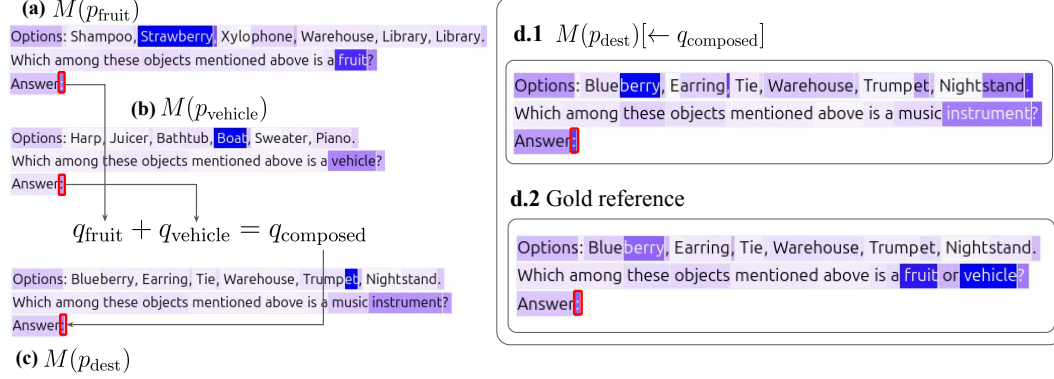 (a) M(p_fruit)
Options: Shampoo, Strawberry, Xylophone, Warehouse, Library, Library.
Which among these objects mentioned above is a fruit?
Answer:
(b) M(p_vehicle)
Options: Harp, Juicer, Bathtub, Boat, Sweater, Piano.
Which among these objects mentioned above is a vehicle?
Answer:
q_fruit + q_vehicle = q_composed
Options: Blueberry, Earring, Tie, Warehouse, Trumpet, Nightstand.
Which among these objects mentioned above is a music instrument?
Answer:
(c) M(p_dest)
d.1 M(p_dest)[← q_composed]
Options: Blueberry, Earring, Tie, Warehouse, Trumpet, Nightstand.
Which among these objects mentioned above is a music instrument?
Answer:
d.2 Gold reference
Options: Blueberry, Earring, Tie, Warehouse, Trumpet, Nightstand.
Which among these objects mentioned above is a fruit or vehicle?
Answer: